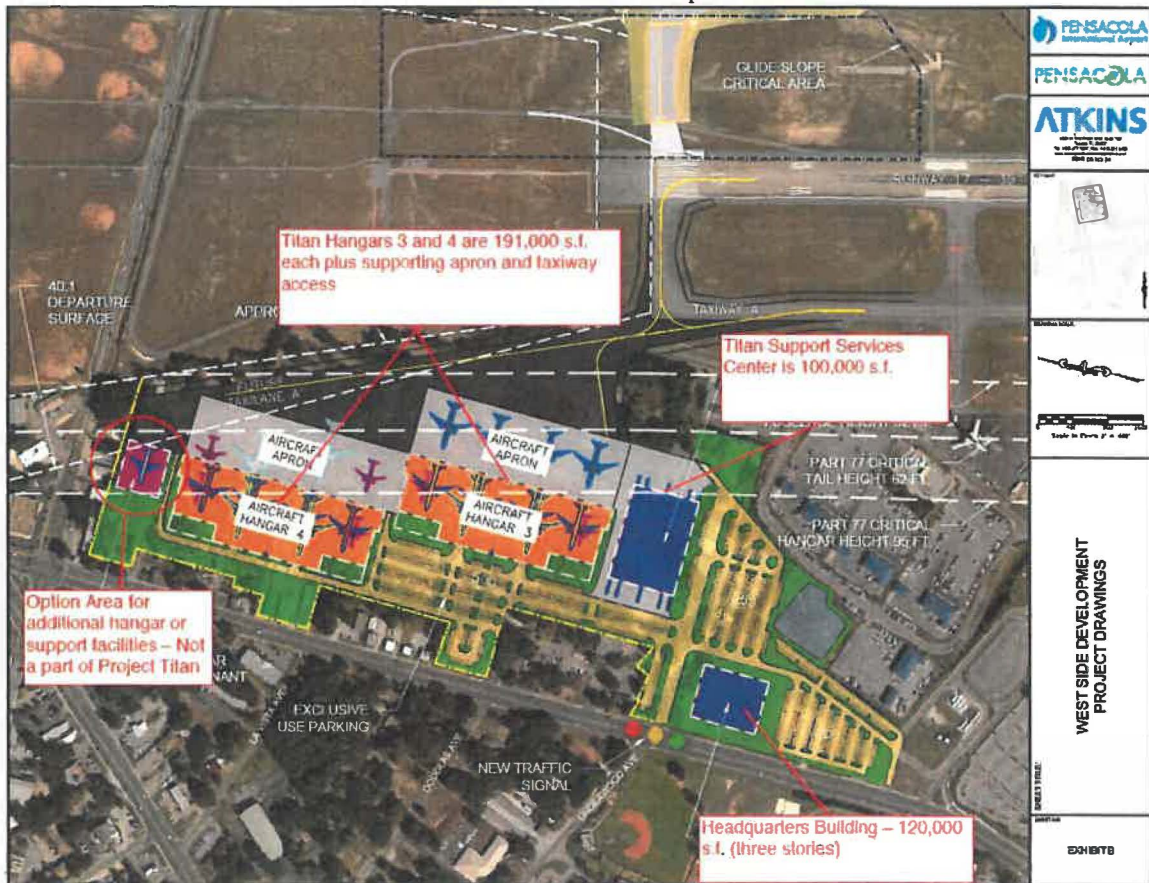 GLIDE-SLOPE
CRITICAL AREA
Titan Hangars 3 and 4 are 191,000 s.f.
each plus supporting apron and taxiway
access
40:1
DEPARTURE
SURFACE
TAXIWAY A
Titan Support Services
Center is 100,000 s.f.
TAXILANE A
AIRCRAFT
APRON
AIRCRAFT
APRON
PART 77 CRITICAL
TAIL HEIGHT 62 FT.
AIRCRAFT
HANGAR 4
AIRCRAFT
HANGAR 3
PART 77 CRITICAL
HANGAR HEIGHT 95 FT.
Option Area for
additional hangar or
support facilities – Not
a part of Project Titan
EXCLUSIVE
USE PARKING
NEW TRAFFIC
SIGNAL
Headquarters Building – 120,000
s.f. (three stories)
PENSACOLA
International Airport
PENSACOLA
ATKINS
WEST SIDE DEVELOPMENT
PROJECT DRAWINGS
EXHIBIT B